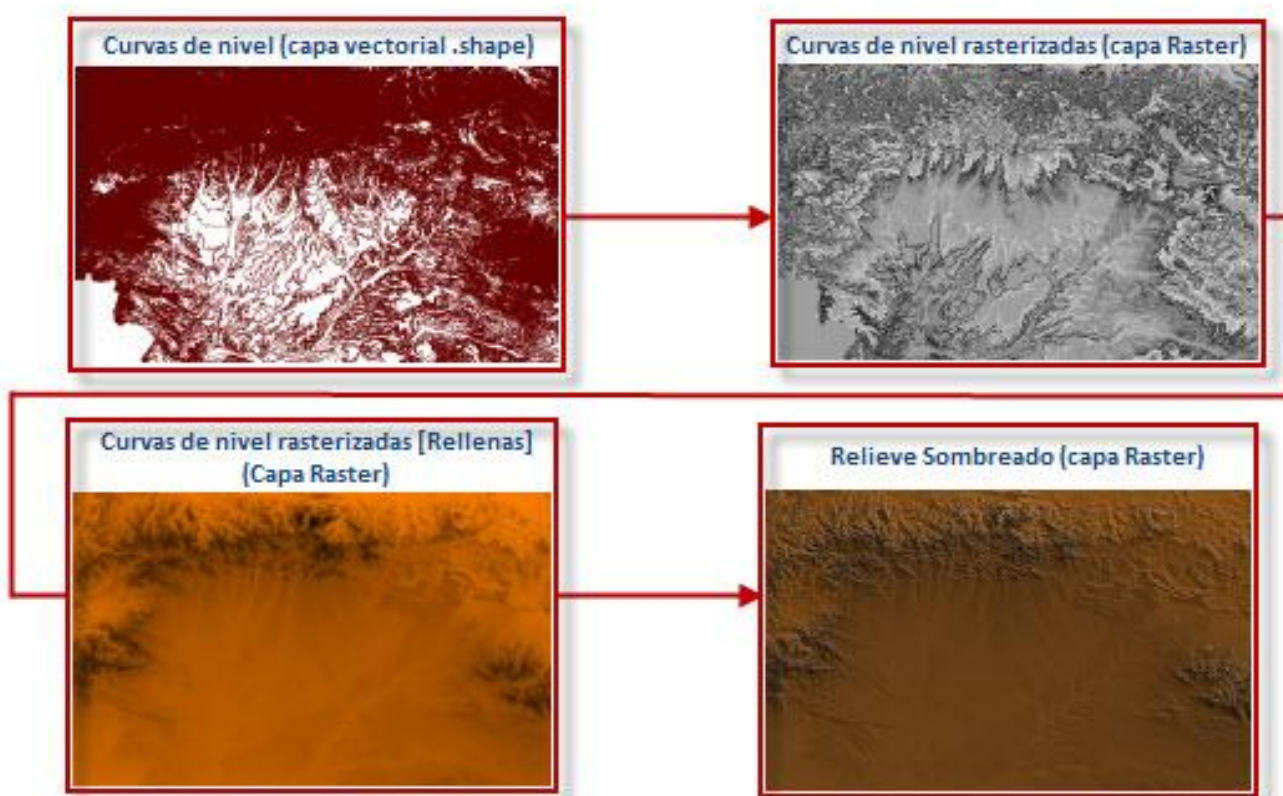 Curvas de nivel (capa vectorial .shape)
Curvas de nivel rasterizadas (capa Raster)
Curvas de nivel rasterizadas [Rellenas]
(Capa Raster)
Relieve Sombreado (capa Raster)